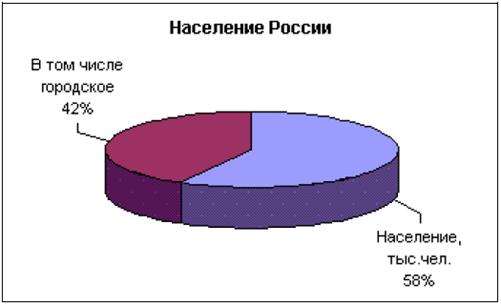 Население России
В том числе
городское
42%
Население,
тыс.чел.
58%